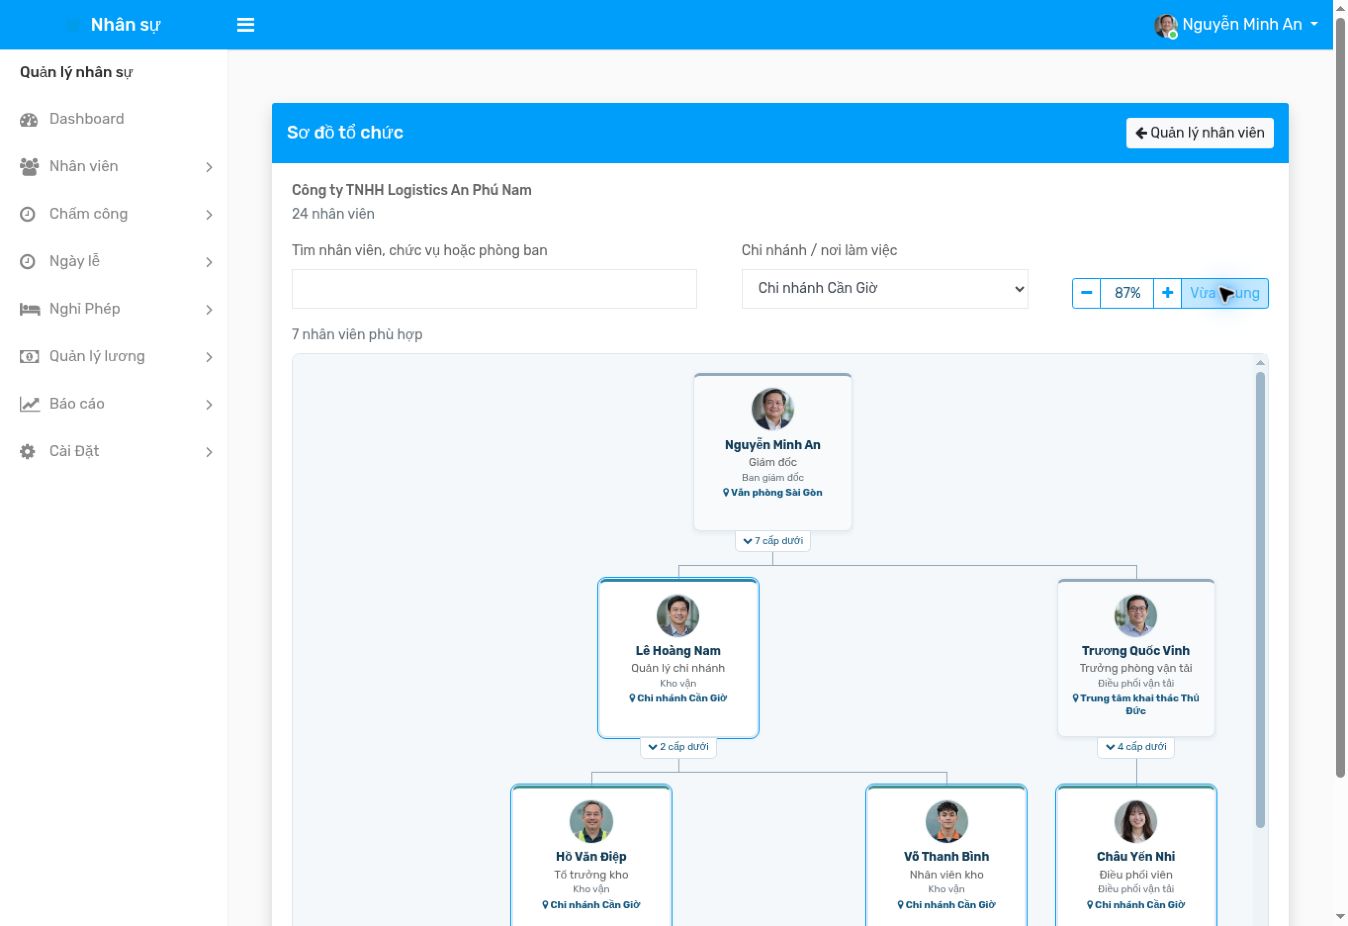 Nhân sự
Nguyễn Minh An
Quản lý nhân sự
Dashboard
Nhân viên
Chấm công
Ngày lễ
Nghỉ Phép
Quản lý lương
Báo cáo
Cài Đặt
Sơ đồ tổ chức
Quản lý nhân viên
Công ty TNHH Logistics An Phú Nam
24 nhân viên
Tìm nhân viên, chức vụ hoặc phòng ban
Chi nhánh / nơi làm việc
Chi nhánh Cần Giờ
87%
7 nhân viên phù hợp
Nguyễn Minh An
Giám đốc
Ban giám đốc
Văn phòng Sài Gòn
7 cấp dưới
Lê Hoàng Nam
Quản lý chi nhánh
Kho vận
Chi nhánh Cần Giờ
2 cấp dưới
Trương Quốc Vinh
Trưởng phòng vận tải
Điều phối vận tải
Trung tâm khai thác Thủ
Đức
4 cấp dưới
Hồ Văn Điệp
Tổ trưởng kho
Kho vận
Chi nhánh Cần Giờ
Võ Thanh Bình
Nhân viên kho
Kho vận
Chi nhánh Cần Giờ
Châu Yến Nhi
Điều phối viên
Điều phối vận tải
Chi nhánh Cần Giờ